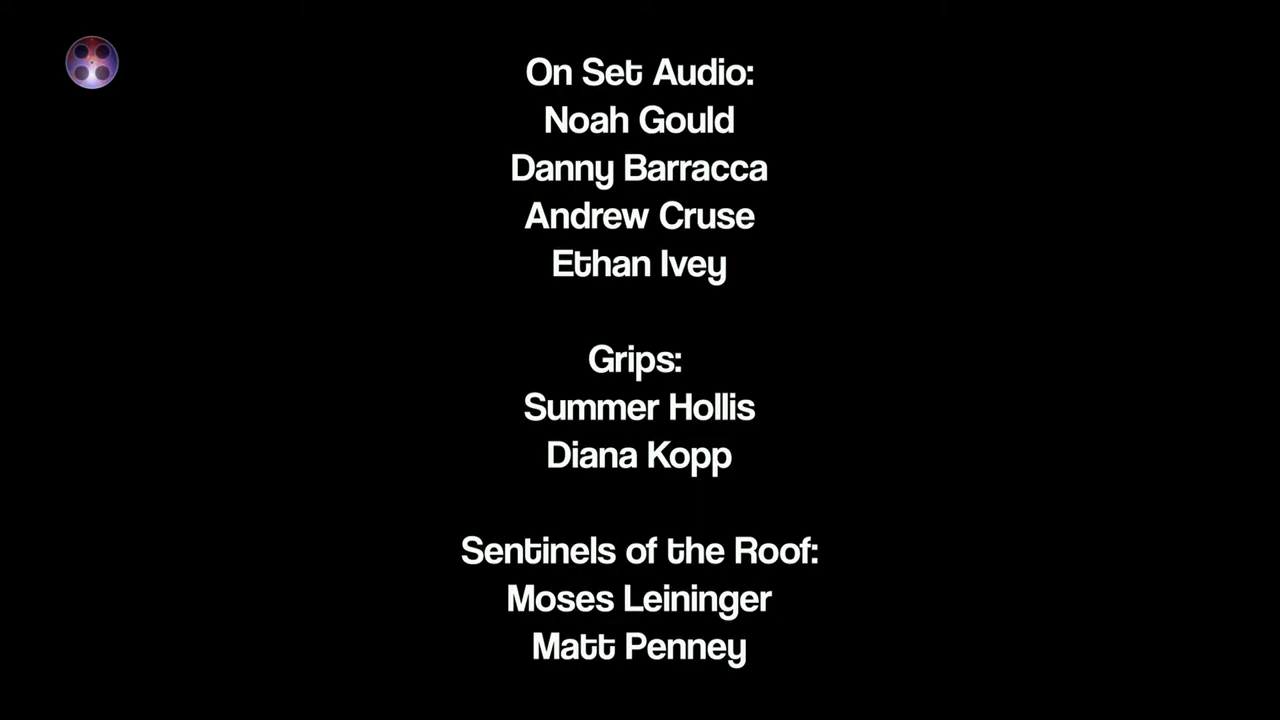 On Set Audio:
Noah Gould
Danny Barracca
Andrew Cruse
Ethan Ivey
Grips:
Summer Hollis
Diana Kopp
Sentinels of the Roof:
Moses Leininger
Matt Penney